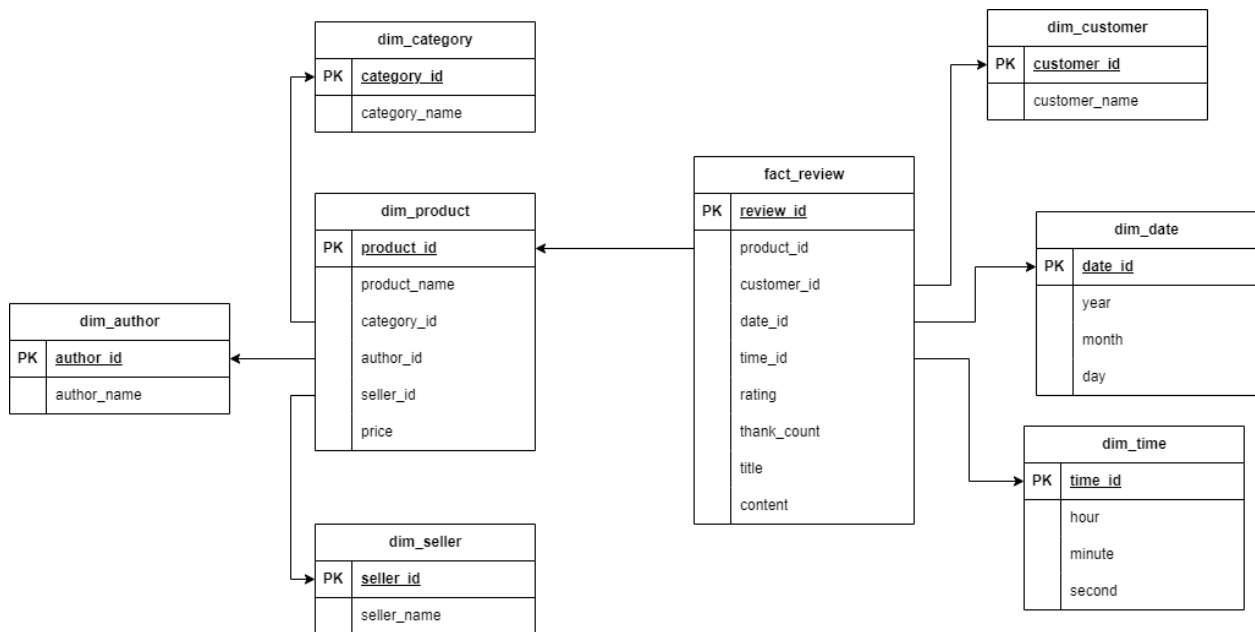 dim_category
PK category_id
category_name
dim_customer
PK customer_id
customer_name
fact_review
PK review_id
product_id
customer_id
date_id
time_id
rating
thank_count
title
content
dim_product
PK product_id
product_name
category_id
author_id
seller_id
price
dim_date
PK date_id
year
month
day
dim_author
PK author_id
author_name
dim_time
PK time_id
hour
minute
second
dim_seller
PK seller_id
seller_name